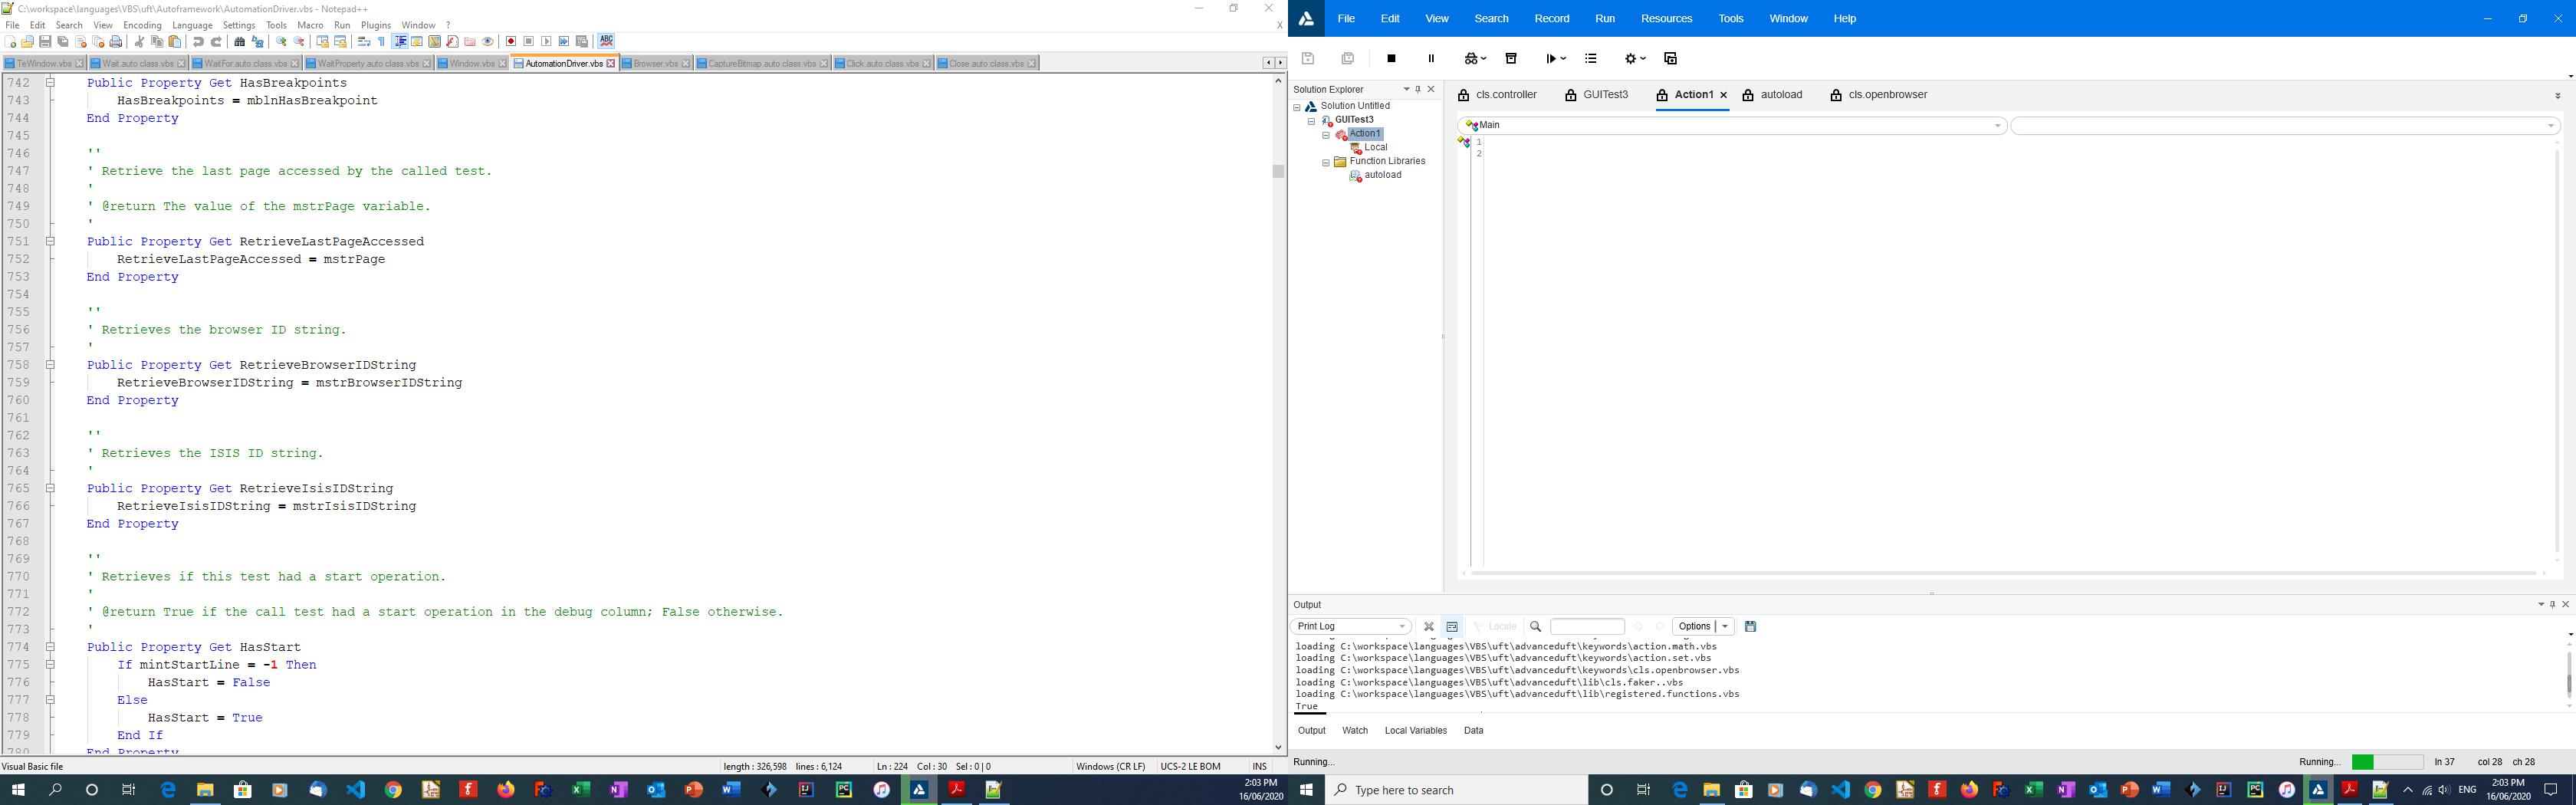 C:\workspace\languages\VBS\uft\Autoframework\AutomationDriver.vbs - Notepad++
File Edit Search View Encoding Language Settings Tools Macro Run Plugins Window ?
X
TeWindow.vbs Wait.auto.class.vbs WaitFor.auto.class.vbs WaitProperty.auto.class.vbs Window.vbs AutomationDriver.vbs Browser.vbs CaptureBitmap.auto.class.vbs Click.auto.class.vbs Close.auto.class.vbs
742 Public Property Get HasBreakpoints
743 HasBreakpoints = mblnHasBreakpoint
744 End Property
745
746 ''
747 ' Retrieve the last page accessed by the called test.
748 '
749 ' @return The value of the mstrPage variable.
750 '
751 Public Property Get RetrieveLastPageAccessed
752 RetrieveLastPageAccessed = mstrPage
753 End Property
754
755 ''
756 ' Retrieves the browser ID string.
757 '
758 Public Property Get RetrieveBrowserIDString
759 RetrieveBrowserIDString = mstrBrowserIDString
760 End Property
761
762 ''
763 ' Retrieves the ISIS ID string.
764 '
765 Public Property Get RetrieveIsisIDString
766 RetrieveIsisIDString = mstrIsisIDString
767 End Property
768
769 ''
770 ' Retrieves if this test had a start operation.
771 '
772 ' @return True if the call test had a start operation in the debug column; False otherwise.
773 '
774 Public Property Get HasStart
775 If mintStartLine = -1 Then
776 HasStart = False
777 Else
778 HasStart = True
779 End If
780 End Property
Visual Basic file length : 326,598 lines : 6,124 Ln : 224 Col : 30 Sel : 0 | 0 Windows (CR LF) UCS-2 LE BOM INS
2:03 PM
16/06/2020
File Edit View Search Record Run Resources Tools Window Help
Solution Explorer
Solution Untitled
GUITest3
Action1
Local
Function Libraries
autoload
cls.controller GUITest3 Action1 autoload cls.openbrowser
Main
1
2
Output
Print Log Locate Options
loading C:\workspace\languages\VBS\uft\advanceduft\keywords\action.math.vbs
loading C:\workspace\languages\VBS\uft\advanceduft\keywords\action.set.vbs
loading C:\workspace\languages\VBS\uft\advanceduft\keywords\cls.openbrowser.vbs
loading C:\workspace\languages\VBS\uft\advanceduft\lib\cls.faker..vbs
loading C:\workspace\languages\VBS\uft\advanceduft\lib\registered.functions.vbs
True
Output Watch Local Variables Data
Running... Running... ln 37 col 28 ch 28
Type here to search
ENG
2:03 PM
16/06/2020